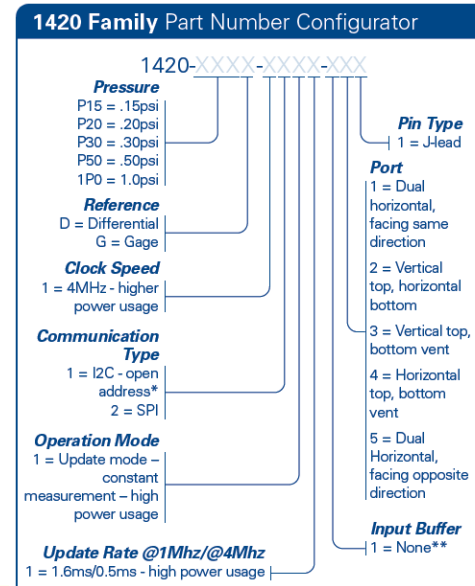 1420 Family Part Number Configurator
1420-XXXX-XXXX-XXX
Pressure
P15 = .15psi
P20 = .20psi
P30 = .30psi
P50 = .50psi
1P0 = 1.0psi
Reference
D = Differential
G = Gage
Clock Speed
1 = 4MHz - higher
power usage
Communication
Type
1 = I2C - open
address*
2 = SPI
Operation Mode
1 = Update mode –
constant
measurement – high
power usage
Update Rate @1Mhz/@4Mhz
1 = 1.6ms/0.5ms - high power usage
Pin Type
1 = J-lead
Port
1 = Dual
horizontal,
facing same
direction
2 = Vertical
top, horizontal
bottom
3 = Vertical top,
bottom vent
4 = Horizontal
top, bottom
vent
5 = Dual
Horizontal,
facing opposite
direction
Input Buffer
1 = None**